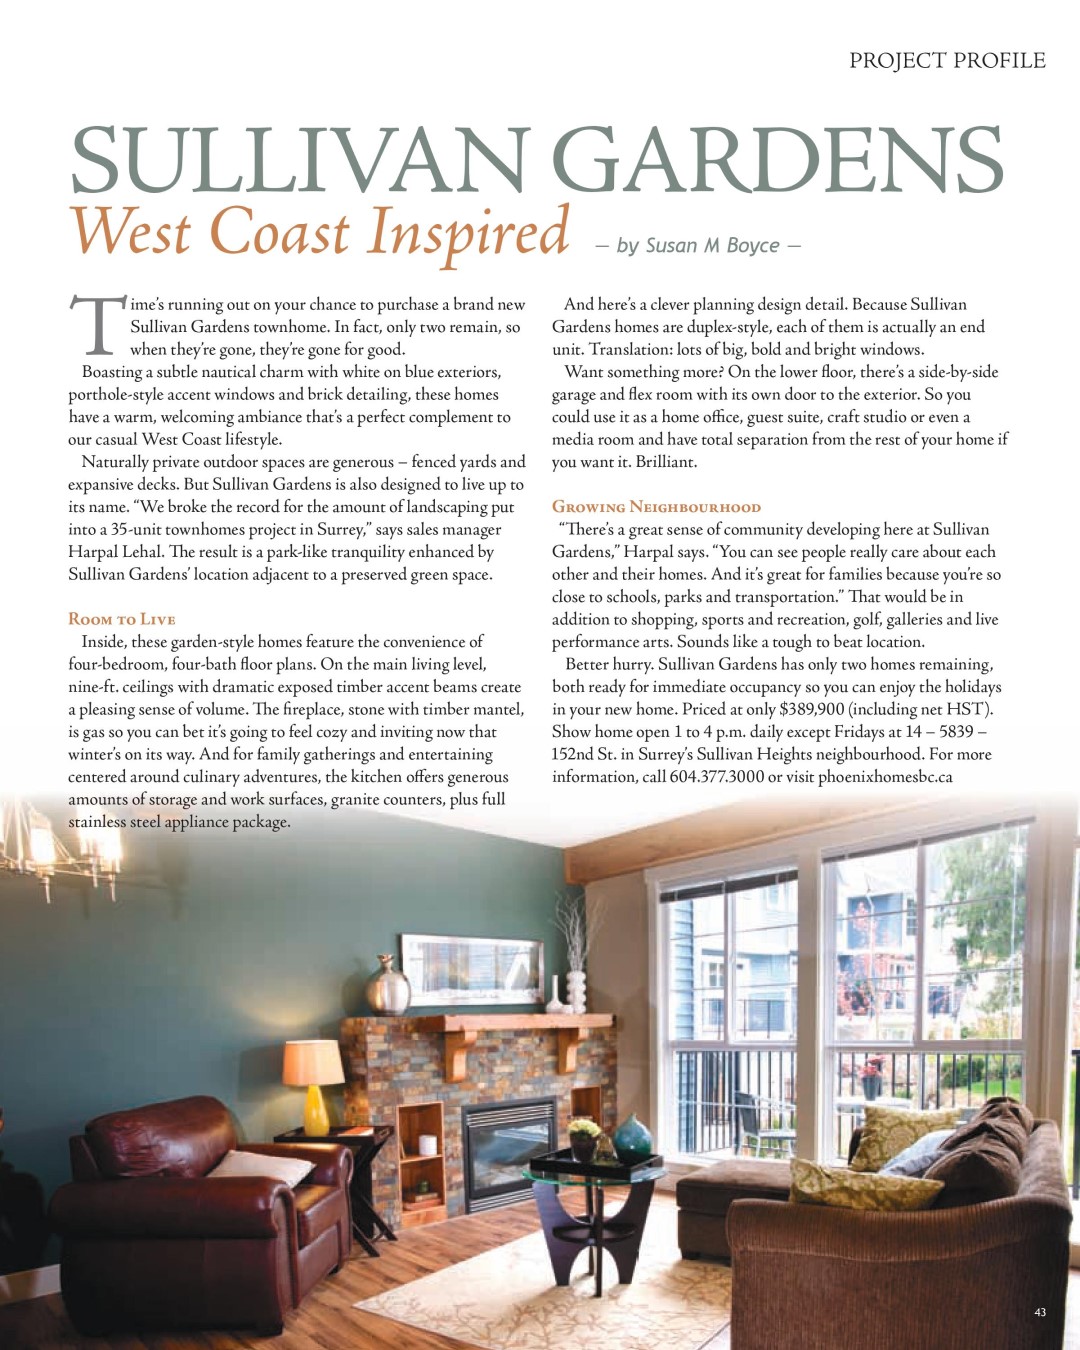 PROJECT PROFILE
SULLIVAN GARDENS
West Coast Inspired – by Susan M Boyce –
Time's running out on your chance to purchase a brand new
Sullivan Gardens townhome. In fact, only two remain, so
when they're gone, they're gone for good.
Boasting a subtle nautical charm with white on blue exteriors,
porthole-style accent windows and brick detailing, these homes
have a warm, welcoming ambiance that's a perfect complement to
our casual West Coast lifestyle.
Naturally private outdoor spaces are generous – fenced yards and
expansive decks. But Sullivan Gardens is also designed to live up to
its name. “We broke the record for the amount of landscaping put
into a 35-unit townhomes project in Surrey,” says sales manager
Harpal Lehal. The result is a park-like tranquility enhanced by
Sullivan Gardens’ location adjacent to a preserved green space.
Room to Live
Inside, these garden-style homes feature the convenience of
four-bedroom, four-bath floor plans. On the main living level,
nine-ft. ceilings with dramatic exposed timber accent beams create
a pleasing sense of volume. The fireplace, stone with timber mantel,
is gas so you can bet it's going to feel cozy and inviting now that
winter's on its way. And for family gatherings and entertaining
centered around culinary adventures, the kitchen offers generous
amounts of storage and work surfaces, granite counters, plus full
stainless steel appliance package.
And here's a clever planning design detail. Because Sullivan
Gardens homes are duplex-style, each of them is actually an end
unit. Translation: lots of big, bold and bright windows.
Want something more? On the lower floor, there's a side-by-side
garage and flex room with its own door to the exterior. So you
could use it as a home office, guest suite, craft studio or even a
media room and have total separation from the rest of your home if
you want it. Brilliant.
Growing Neighbourhood
“There's a great sense of community developing here at Sullivan
Gardens,” Harpal says. “You can see people really care about each
other and their homes. And it's great for families because you're so
close to schools, parks and transportation.” That would be in
addition to shopping, sports and recreation, golf, galleries and live
performance arts. Sounds like a tough to beat location.
Better hurry. Sullivan Gardens has only two homes remaining,
both ready for immediate occupancy so you can enjoy the holidays
in your new home. Priced at only $389,900 (including net HST).
Show home open 1 to 4 p.m. daily except Fridays at 14 – 5839 –
152nd St. in Surrey's Sullivan Heights neighbourhood. For more
information, call 604.377.3000 or visit phoenixhomesbc.ca
43